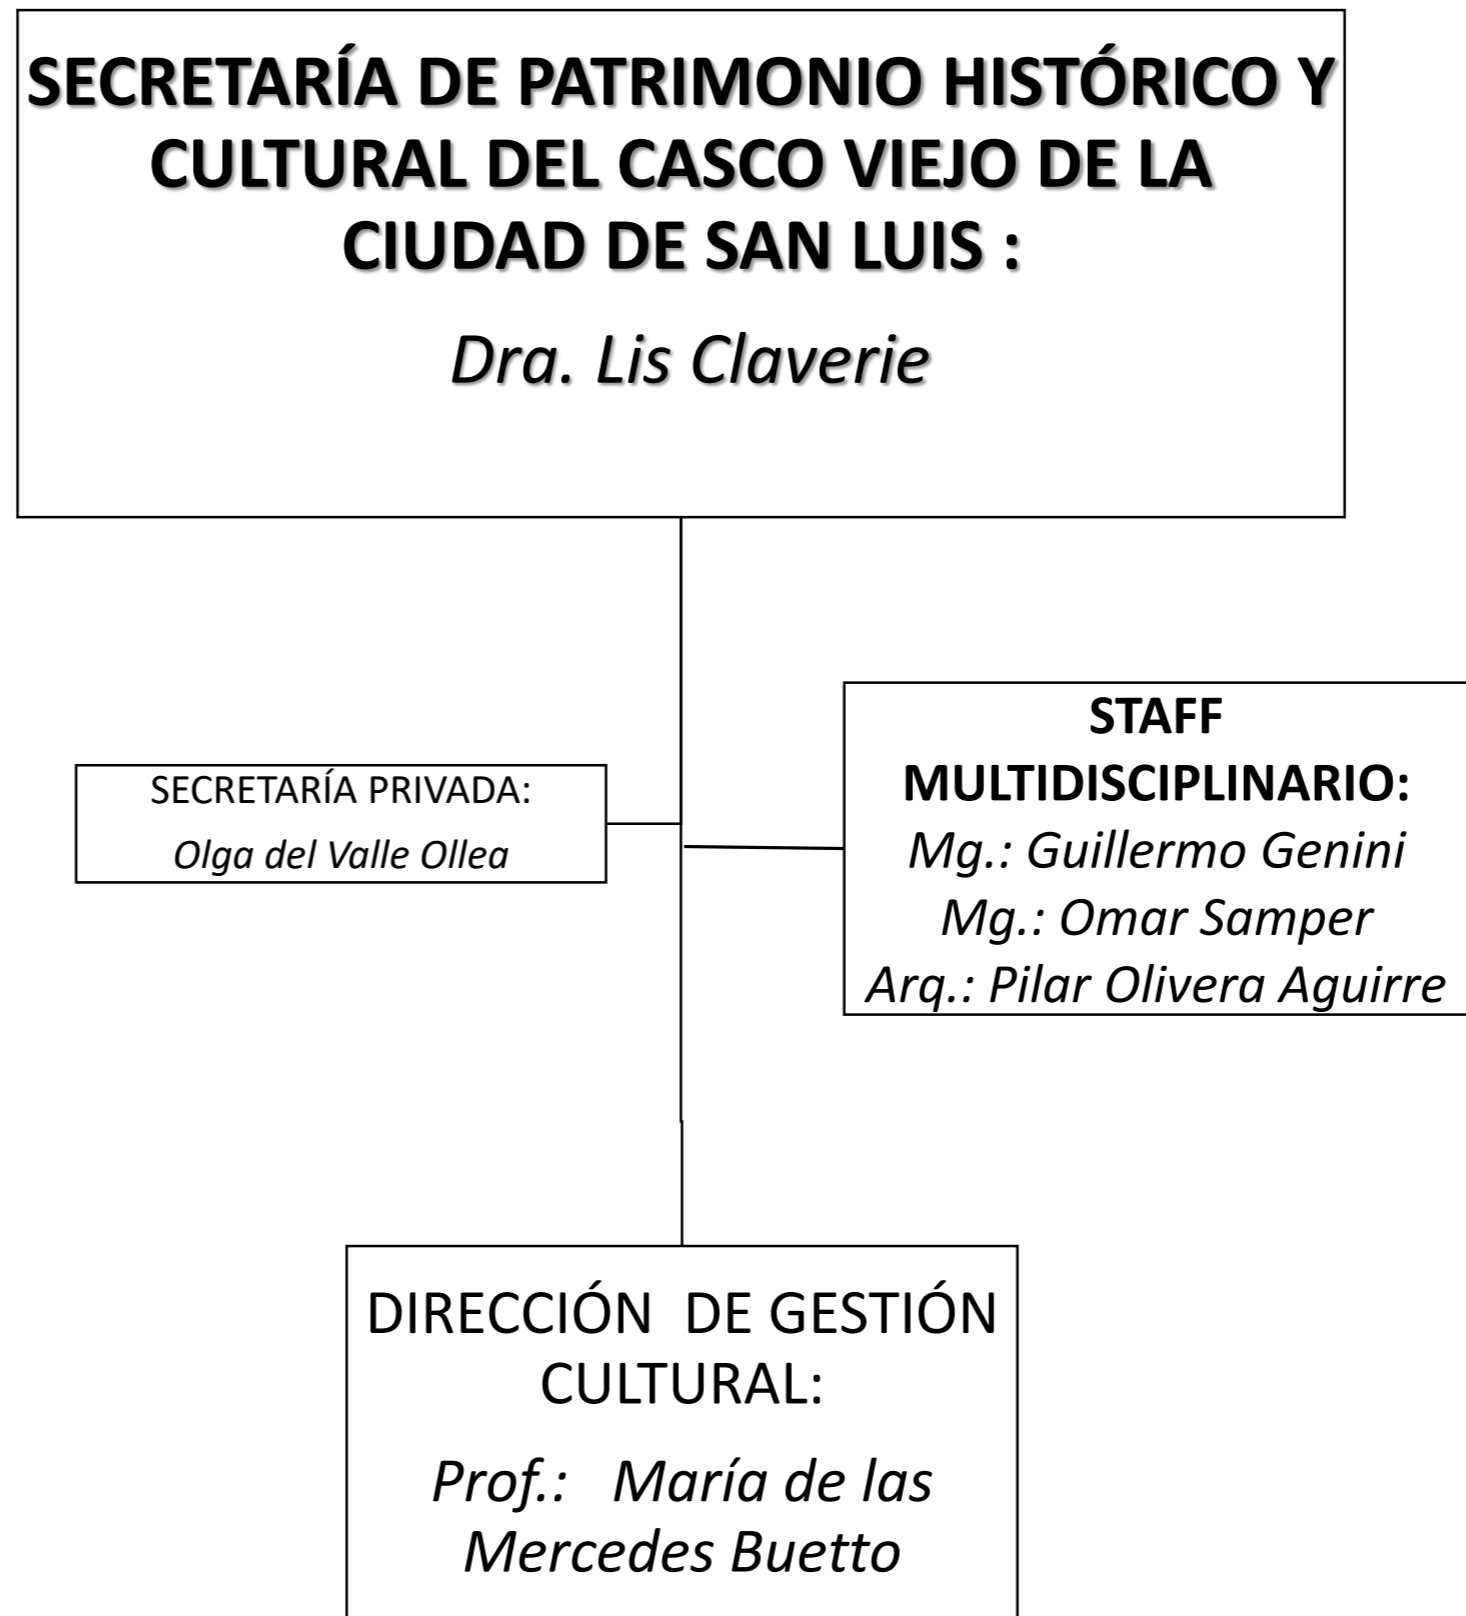 SECRETARÍA DE PATRIMONIO HISTÓRICO Y
CULTURAL DEL CASCO VIEJO DE LA
CIUDAD DE SAN LUIS :
Dra. Lis Claverie
SECRETARÍA PRIVADA:
Olga del Valle Ollea
STAFF
MULTIDISCIPLINARIO:
Mg.: Guillermo Genini
Mg.: Omar Samper
Arq.: Pilar Olivera Aguirre
DIRECCIÓN  DE GESTIÓN
CULTURAL:
Prof.:   María de las
Mercedes Buetto